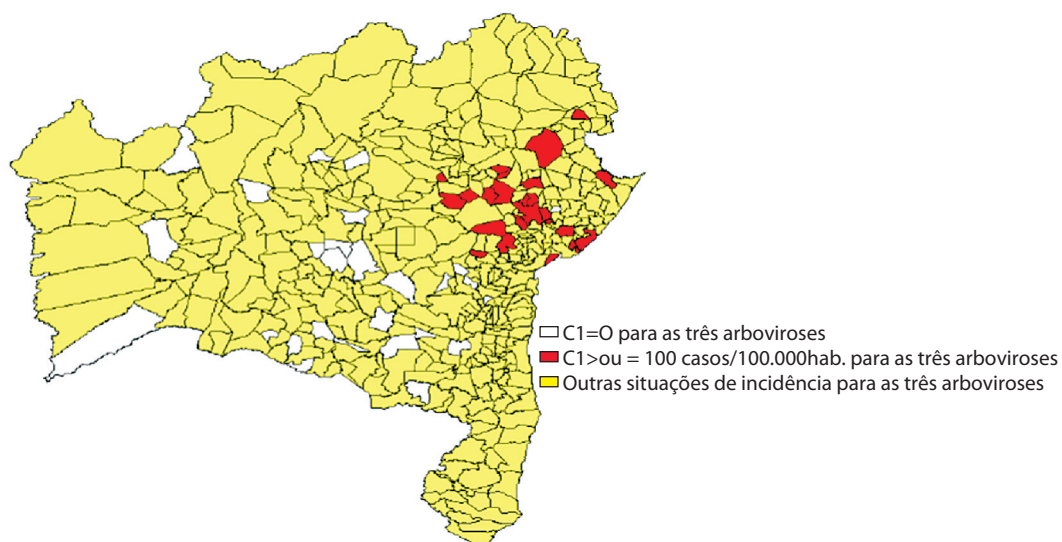 C1=O para as três arboviroses
C1>ou = 100 casos/100.000hab. para as três arboviroses
Outras situações de incidência para as três arboviroses